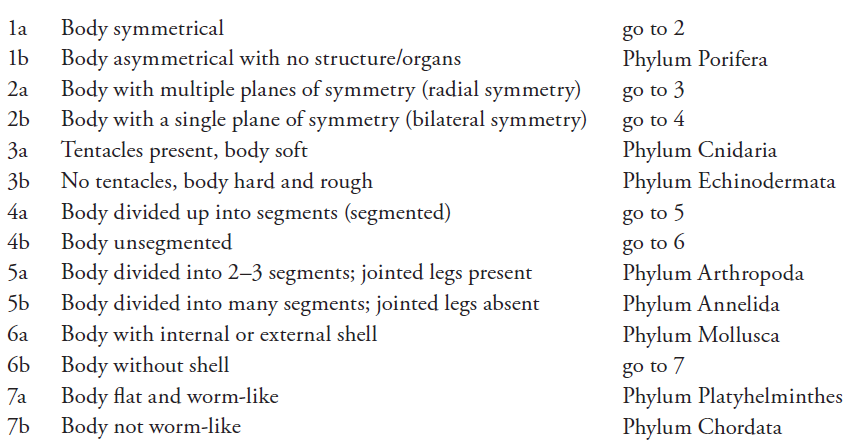 1a Body symmetrical go to 2
1b Body asymmetrical with no structure/organs Phylum Porifera
2a Body with multiple planes of symmetry (radial symmetry) go to 3
2b Body with a single plane of symmetry (bilateral symmetry) go to 4
3a Tentacles present, body soft Phylum Cnidaria
3b No tentacles, body hard and rough Phylum Echinodermata
4a Body divided up into segments (segmented) go to 5
4b Body unsegmented go to 6
5a Body divided into 2–3 segments; jointed legs present Phylum Arthropoda
5b Body divided into many segments; jointed legs absent Phylum Annelida
6a Body with internal or external shell Phylum Mollusca
6b Body without shell go to 7
7a Body flat and worm-like Phylum Platyhelminthes
7b Body not worm-like Phylum Chordata